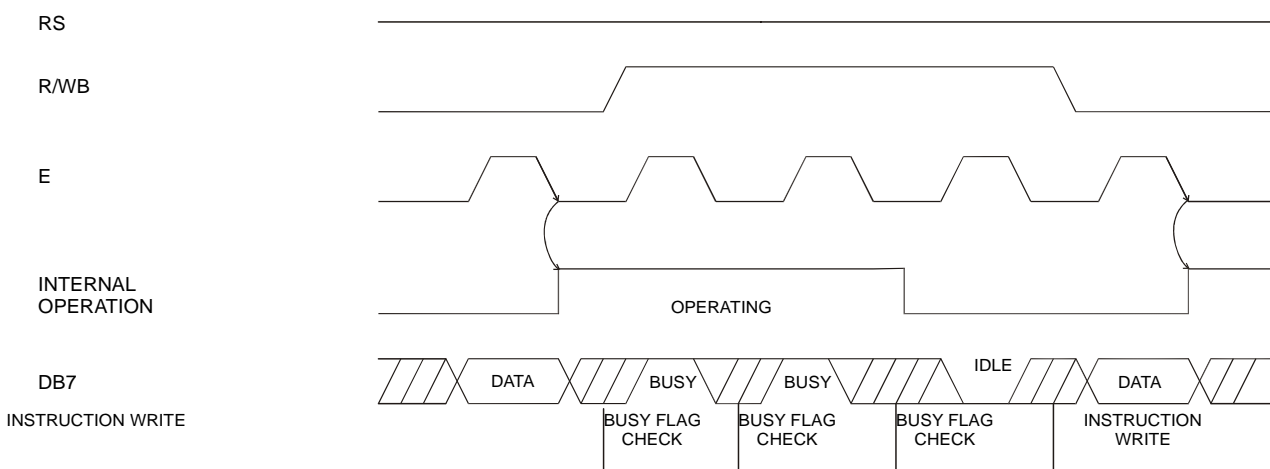 RS
R/WB
E
INTERNAL
OPERATION
OPERATING
DB7
DATA
BUSY
BUSY
IDLE
DATA
INSTRUCTION WRITE
BUSY FLAG
CHECK
BUSY FLAG
CHECK
BUSY FLAG
CHECK
INSTRUCTION
WRITE